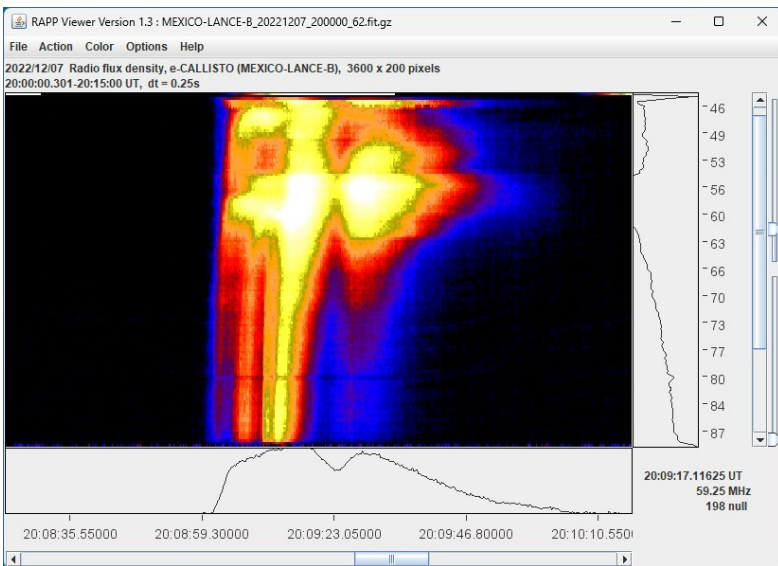 RAPP Viewer Version 1.3 : MEXICO-LANCE-B_20221207_200000_62.fit.gz
File Action Color Options Help
2022/12/07 Radio flux density, e-CALLISTO (MEXICO-LANCE-B), 3600 x 200 pixels
20:00:00.301-20:15:00 UT, dt = 0.25s
46
49
53
56
60
63
66
70
73
77
80
84
87
20:09:17.11625 UT
59.25 MHz
198 null
20:08:35.55000 20:08:59.30000 20:09:23.05000 20:09:46.80000 20:10:10.550